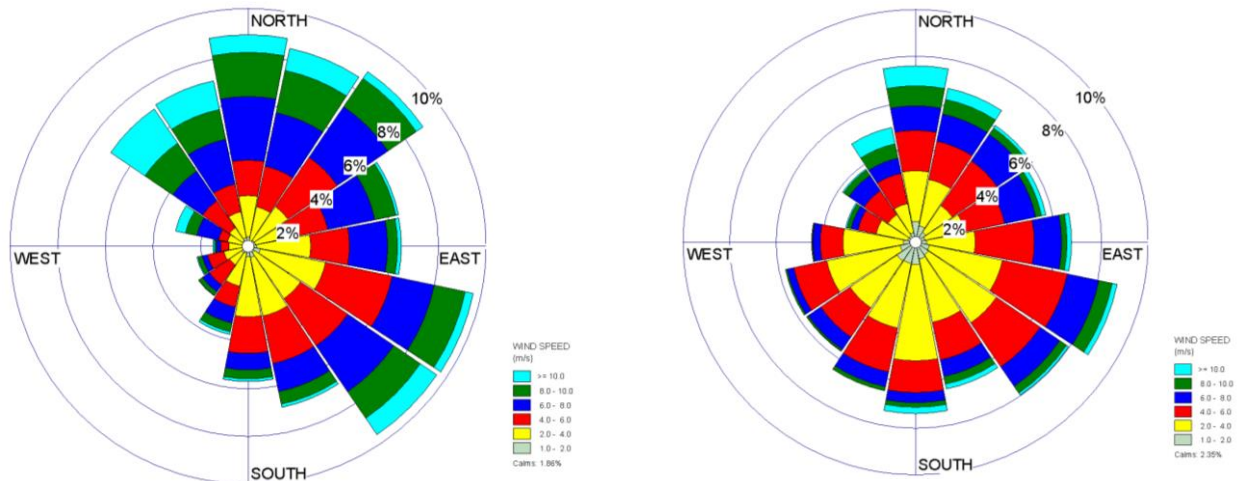 NORTH
10%
8%
6%
4%
2%
WEST
EAST
WIND SPEED
(m/s)
>= 10.0
8.0 - 10.0
6.0 - 8.0
4.0 - 6.0
2.0 - 4.0
1.0 - 2.0
Calms: 1.86%
SOUTH
NORTH
10%
8%
6%
4%
2%
WEST
EAST
WIND SPEED
(m/s)
>= 10.0
8.0 - 10.0
6.0 - 8.0
4.0 - 6.0
2.0 - 4.0
1.0 - 2.0
Calms: 2.35%
SOUTH